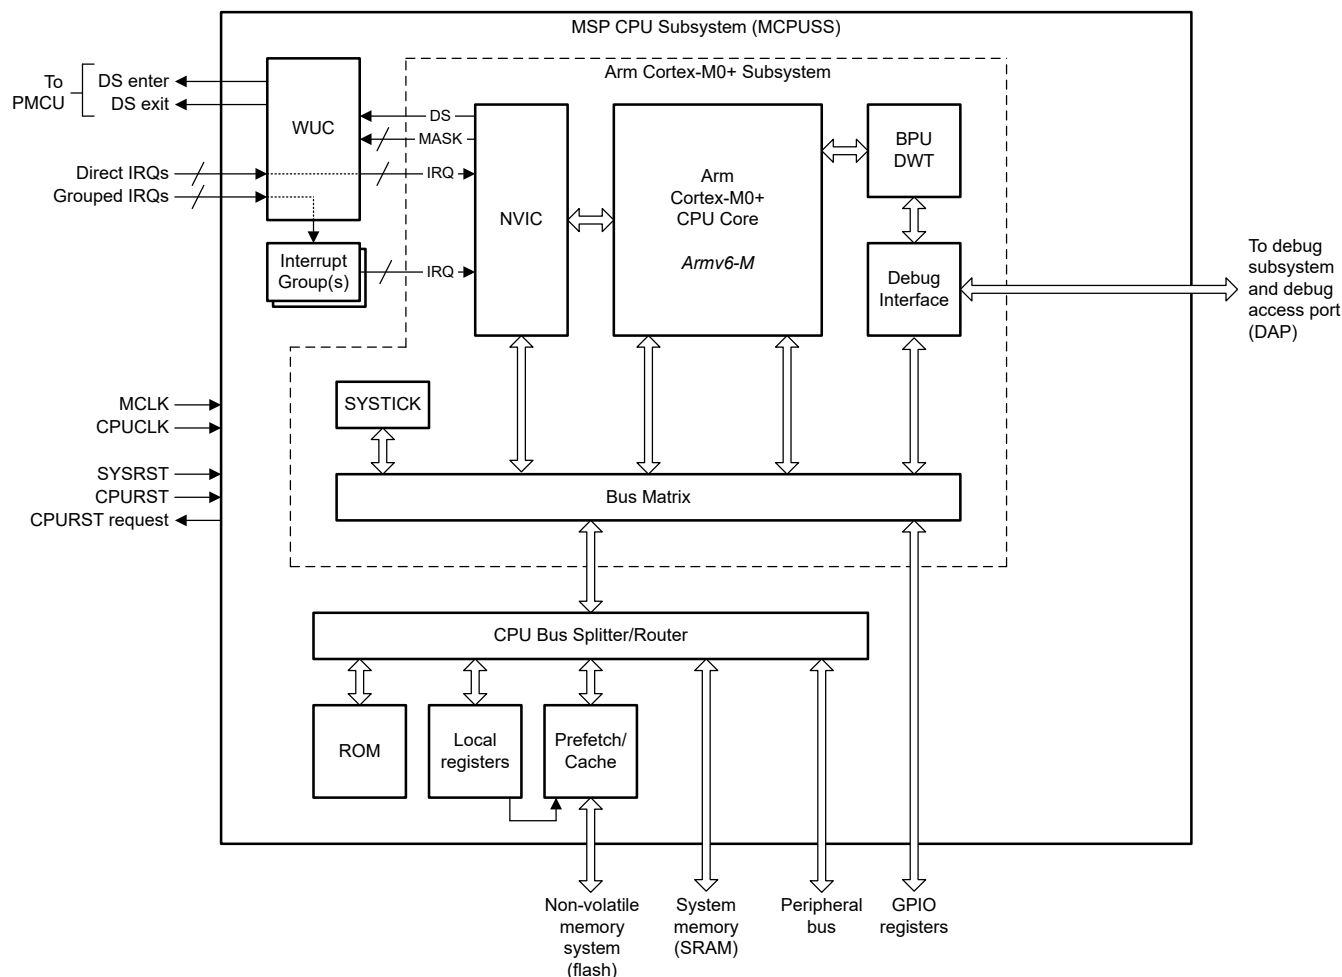 MSP CPU Subsystem (MCPUSS)
Arm Cortex-M0+ Subsystem
To
PMCU
DS enter
DS exit
WUC
DS
MASK
Direct IRQs
Grouped IRQs
IRQ
NVIC
Arm
Cortex-M0+
CPU Core
Armv6-M
BPU
DWT
Interrupt
Group(s)
IRQ
Debug
Interface
To debug
subsystem
and debug
access port
(DAP)
MCLK
CPUCLK
SYSTICK
SYSRST
CPURST
CPURST request
Bus Matrix
CPU Bus Splitter/Router
ROM
Local
registers
Prefetch/
Cache
Non-volatile
memory
system
(flash)
System
memory
(SRAM)
Peripheral
bus
GPIO
registers